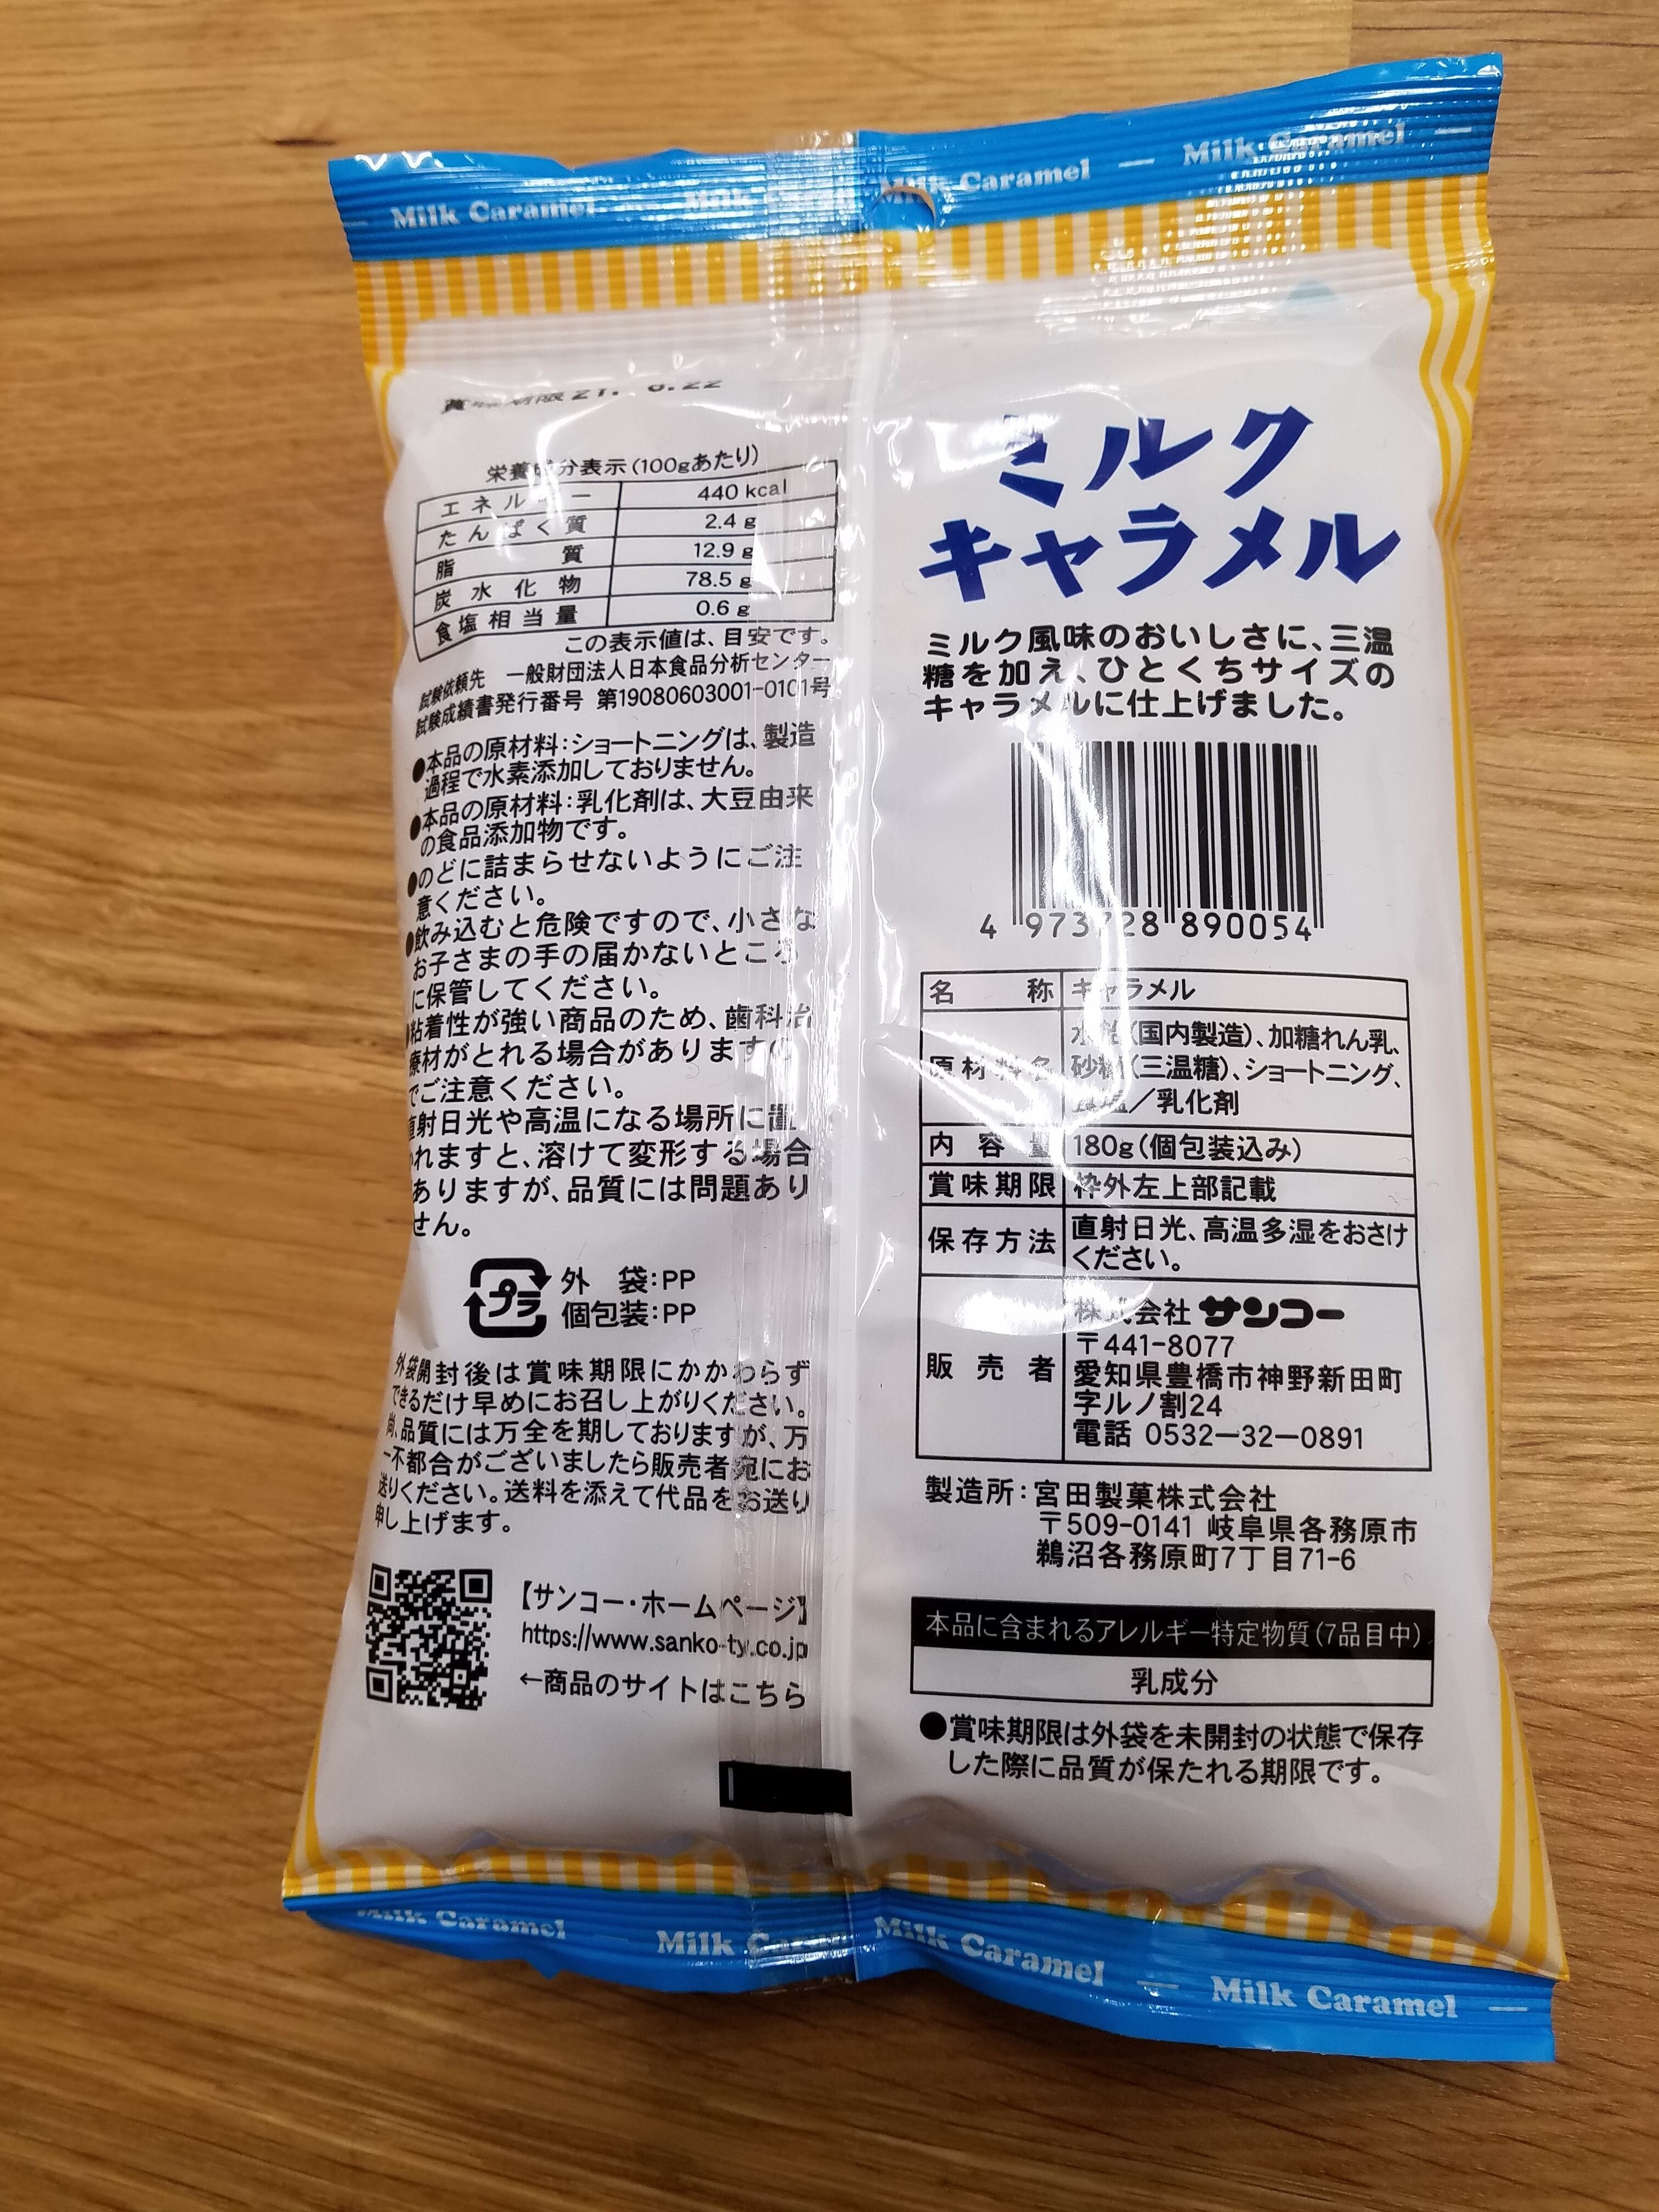 Milk Caramel
Milk Caramel
Milk Caramel
賞味期限 21. 6.22
栄養成分表示(100gあたり)
エネルギー 440 kcal
たんぱく質 2.4 g
脂質 12.9 g
炭水化物 78.5 g
食塩相当量 0.6 g
この表示値は、目安です。
試験依頼先 一般財団法人日本食品分析センター
試験成績書発行番号 第19080603001-0101号
●本品の原材料:ショートニングは、製造
過程で水素添加しておりません。
●本品の原材料:乳化剤は、大豆由来
の食品添加物です。
●のどに詰まらせないようにご注
意ください。
●飲み込むと危険ですので、小さな
お子さまの手の届かないところ
に保管してください。
●粘着性が強い商品のため、歯科治
療材がとれる場合がありますの
でご注意ください。
直射日光や高温になる場所に置
かれますと、溶けて変形する場合
ありますが、品質には問題あり
せん。
プラ 外 袋:PP
個包装:PP
外袋開封後は賞味期限にかかわらず
できるだけ早めにお召し上がりください。
尚、品質には万全を期しておりますが、万
一不都合がございましたら販売者宛にお
送りください。送料を添えて代品をお送り
申し上げます。
【サンコー・ホームページ】
https://www.sanko-ty.co.jp
←商品のサイトはこちら
ミルク
キャラメル
ミルク風味のおいしさに、三温
糖を加え、ひとくちサイズの
キャラメルに仕上げました。
4 973728 890054
名称 キャラメル
原材料名 水飴(国内製造)、加糖れん乳、
砂糖(三温糖)、ショートニング、
食塩/乳化剤
内容量 180g(個包装込み)
賞味期限 枠外左上部記載
保存方法 直射日光、高温多湿をおさけ
ください。
販売者 株式会社 サンコー
〒441-8077
愛知県豊橋市神野新田町
字ルノ割24
電話 0532-32-0891
製造所:宮田製菓株式会社
〒509-0141 岐阜県各務原市
鵜沼各務原町7丁目71-6
本品に含まれるアレルギー特定物質(7品目中)
乳成分
●賞味期限は外袋を未開封の状態で保存
した際に品質が保たれる期限です。
Milk Caramel
Milk Caramel
Milk Caramel
Milk Caramel